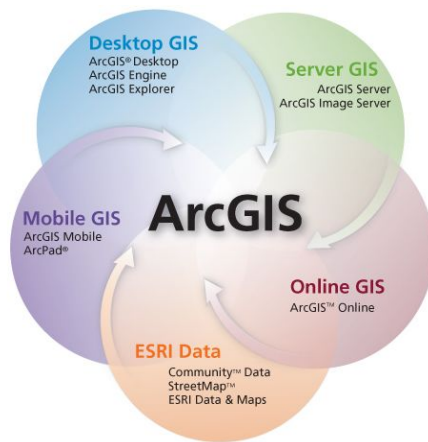 Desktop GIS
ArcGIS® Desktop
ArcGIS Engine
ArcGIS Explorer
Server GIS
ArcGIS Server
ArcGIS Image Server
ArcGIS
Mobile GIS
ArcGIS Mobile
ArcPad®
Online GIS
ArcGIS™ Online
ESRI Data
Community™ Data
StreetMap™
ESRI Data & Maps